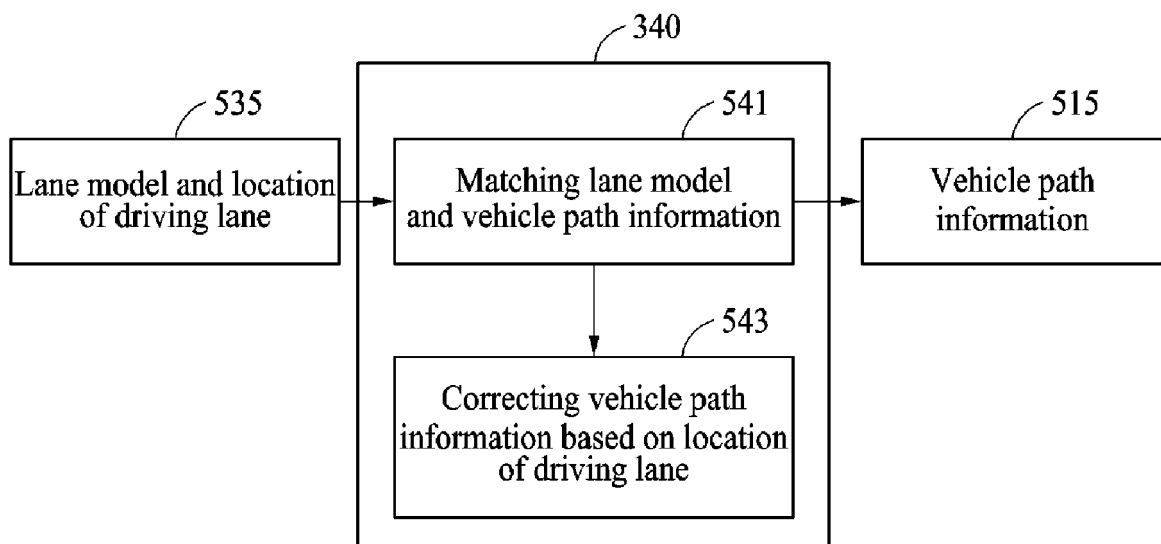 340
535
541
515
Lane model and location
of driving lane
Matching lane model
and vehicle path information
Vehicle path
information
543
Correcting vehicle path
information based on location
of driving lane